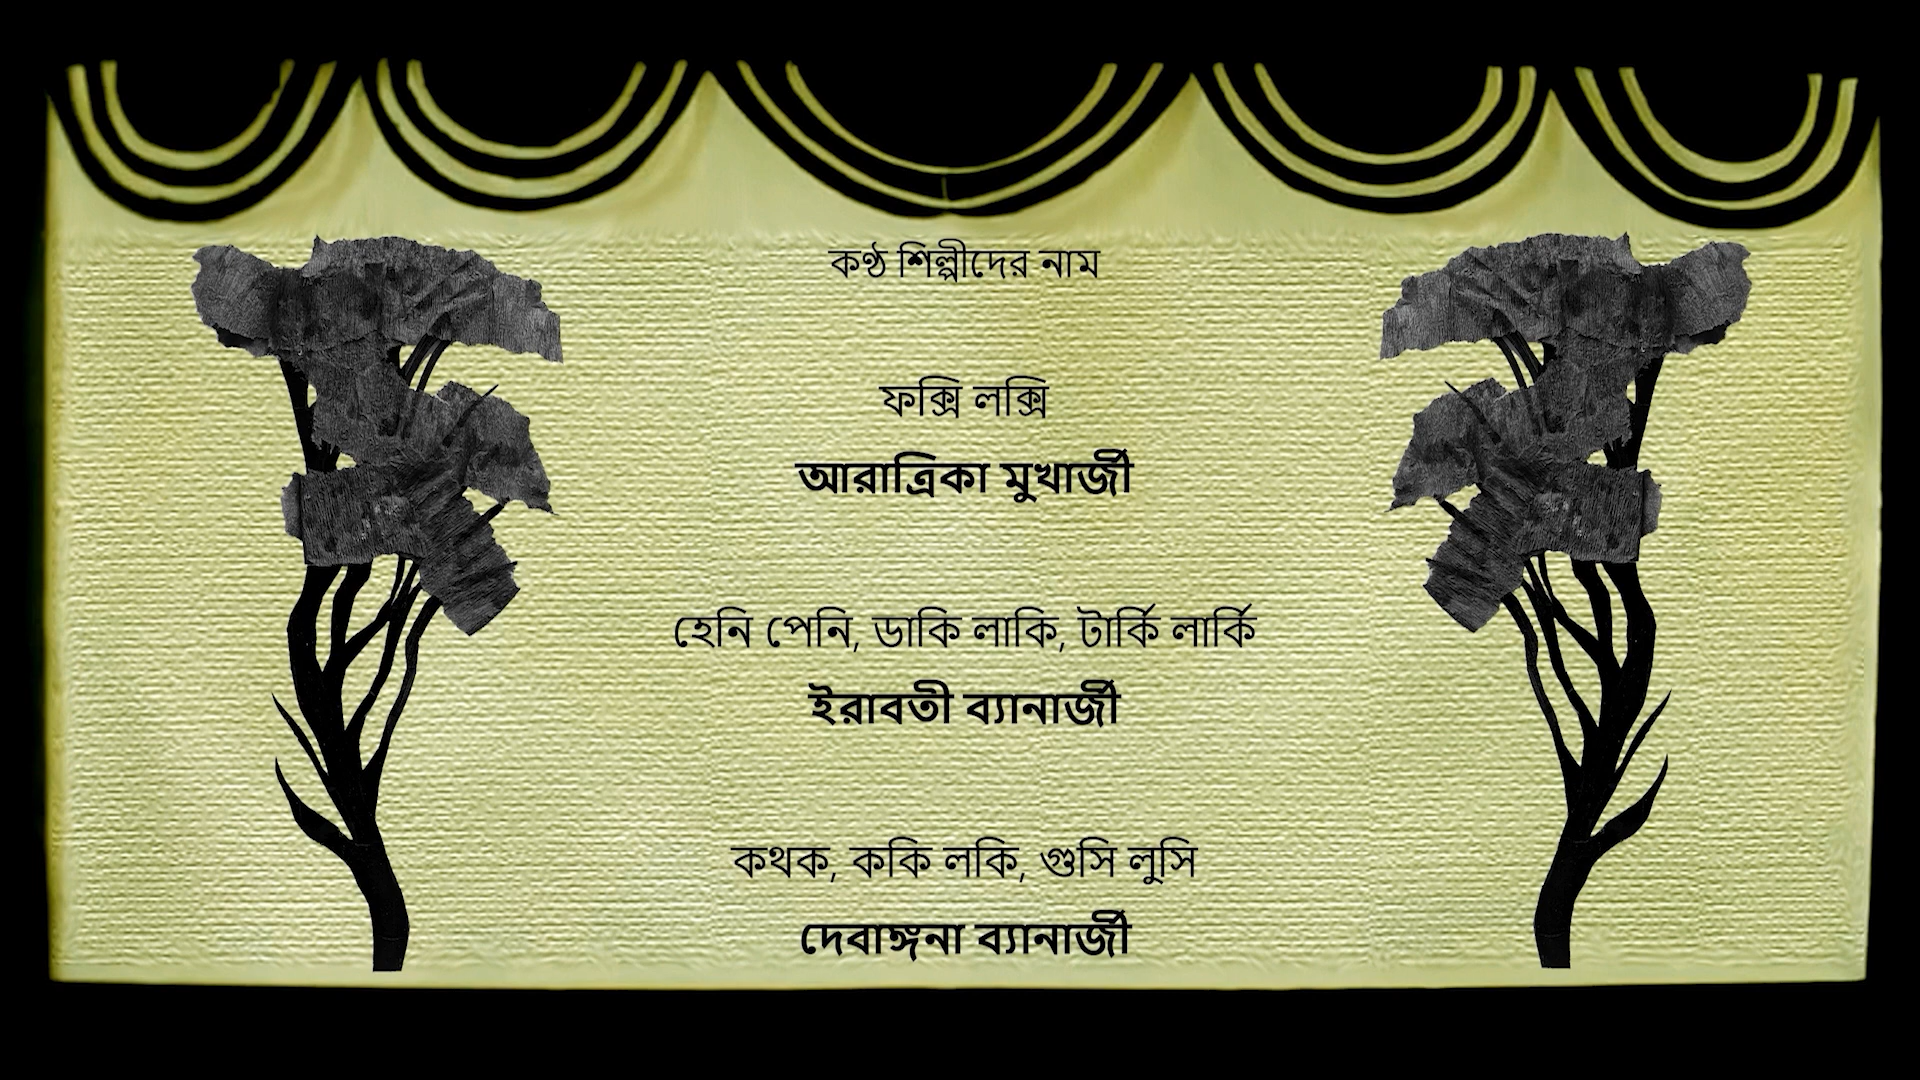 কণ্ঠ শিল্পীদের নাম
ফক্সি লক্সি
আরাত্রিকা মুখার্জী
হেনি পেনি, ডাকি লাকি, টার্কি লার্কি
ইরাবতী ব্যানার্জী
কথক, ককি লকি, গুসি লুসি
দেবাঙ্গনা ব্যানার্জী